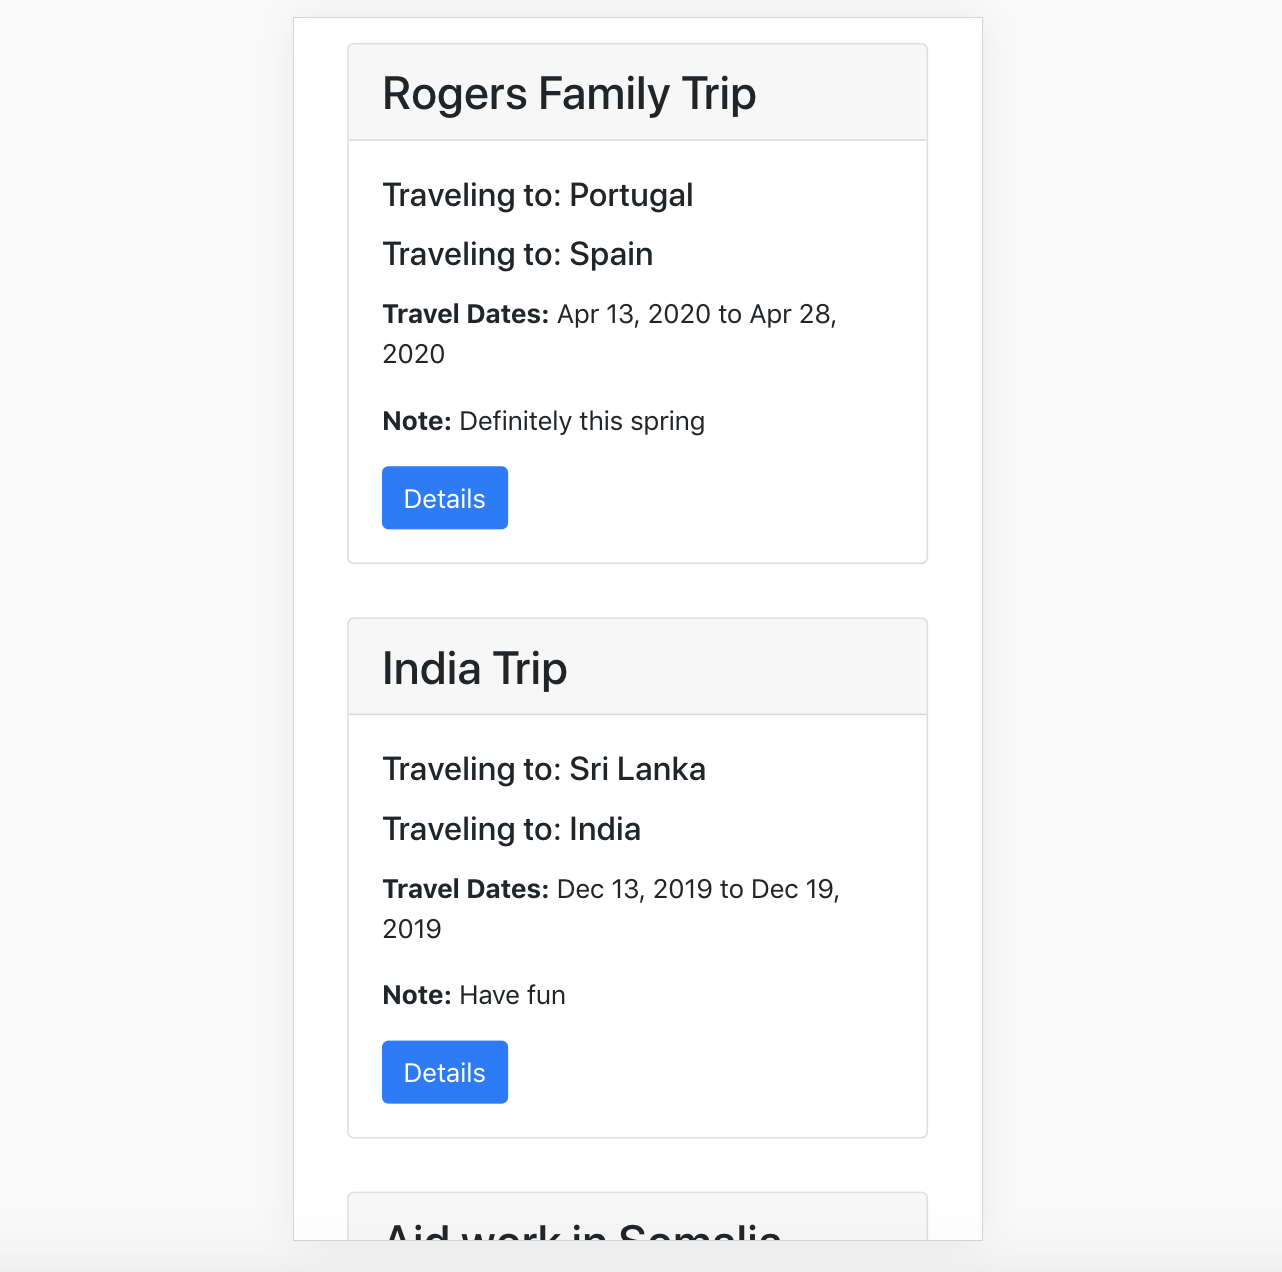 Rogers Family Trip
Traveling to: Portugal
Traveling to: Spain
Travel Dates: Apr 13, 2020 to Apr 28,
2020
Note: Definitely this spring
Details
India Trip
Traveling to: Sri Lanka
Traveling to: India
Travel Dates: Dec 13, 2019 to Dec 19,
2019
Note: Have fun
Details
Aid work in Somalia